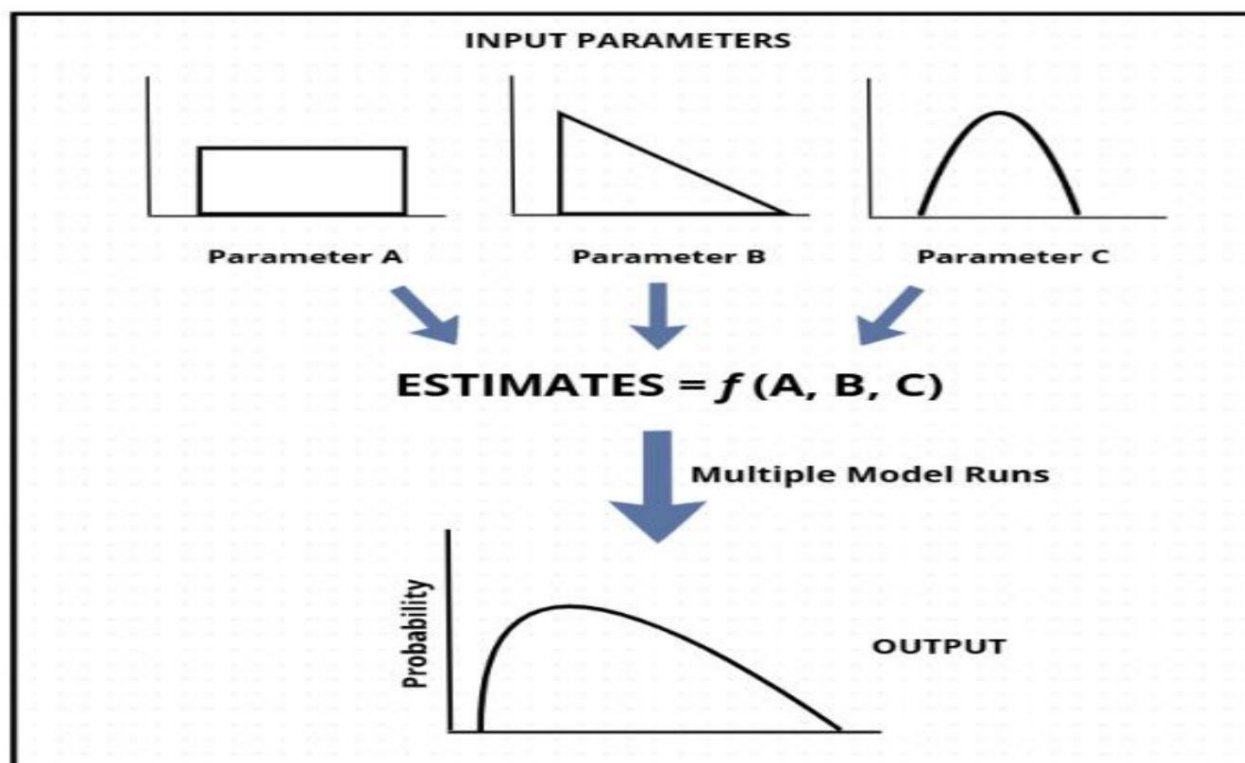 INPUT PARAMETERS
Parameter A
Parameter B
Parameter C
ESTIMATES = f (A, B, C)
Multiple Model Runs
Probability
OUTPUT